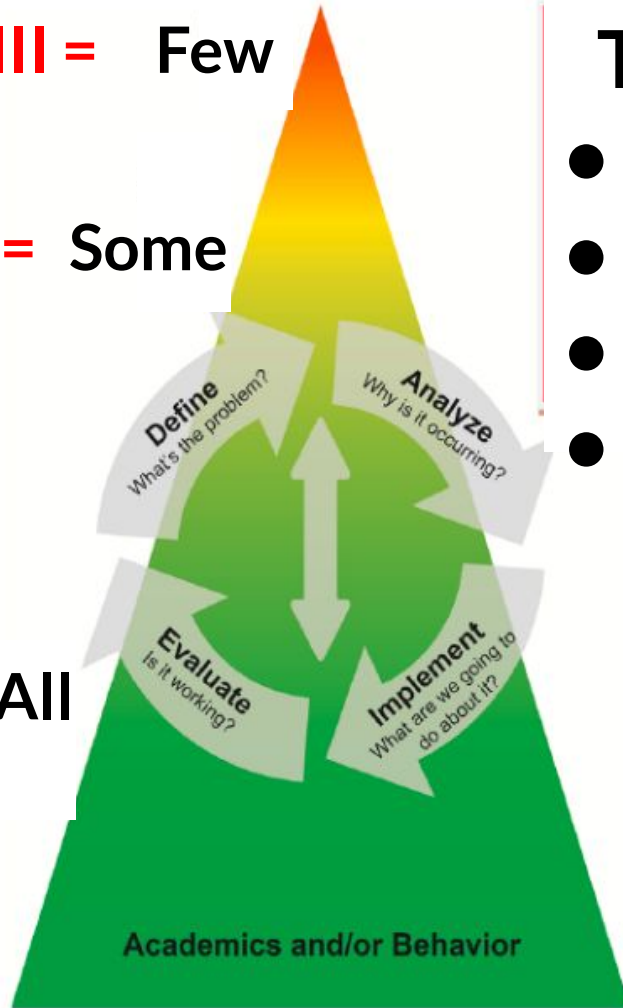 III = Few
T
= Some
Define
What's the problem?
Analyze
Why is it occurring?
Evaluate
Is it working?
Implement
What are we going to
do about it?
All
Academics and/or Behavior